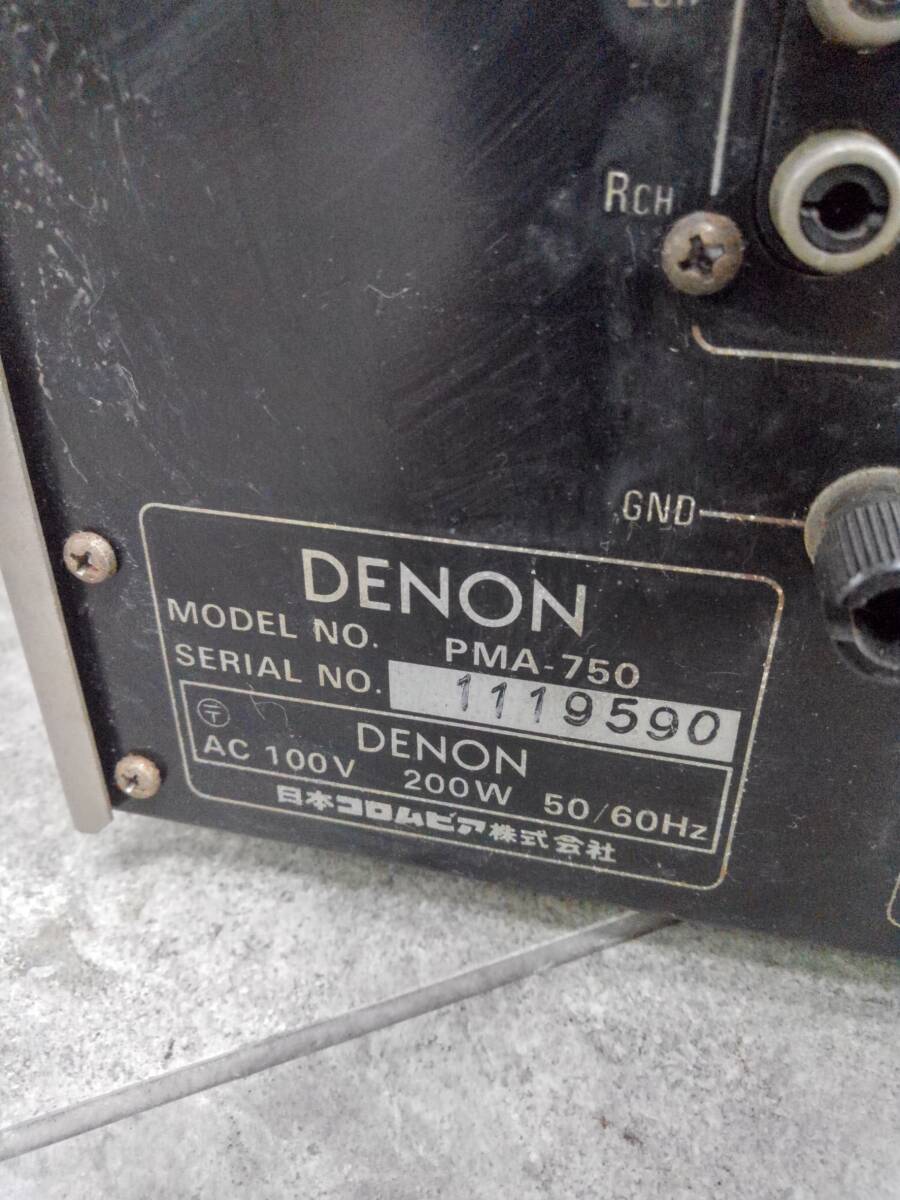 RCH
GND
DENON
MODEL NO. PMA-750
SERIAL NO. 1119590
〒 DENON
AC 100V 200W 50/60Hz
日本コロムビア株式会社